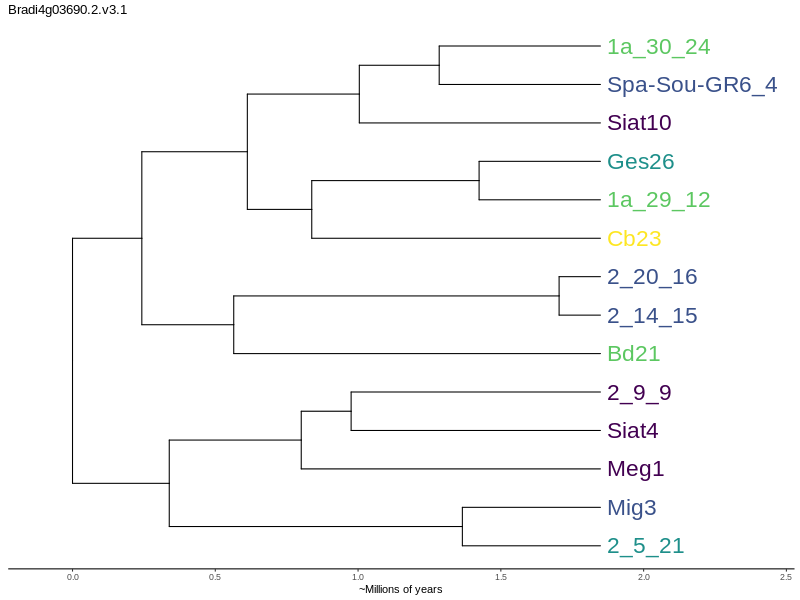 Bradi4g03690.2.v3.1
1a_30_24
Spa-Sou-GR6_4
Siat10
Ges26
1a_29_12
Cb23
2_20_16
2_14_15
Bd21
2_9_9
Siat4
Meg1
Mig3
2_5_21
0.0 0.5 1.0 1.5 2.0 2.5
~Millions of years